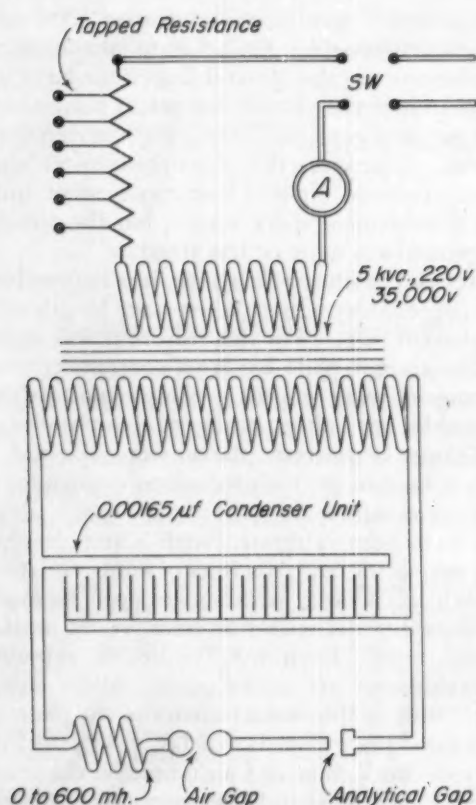 Tapped Resistance
SW
A
5 kva., 220 v
35,000 v
0.00165 μf Condenser Unit
0 to 600 mh.
Air Gap
Analytical Gap